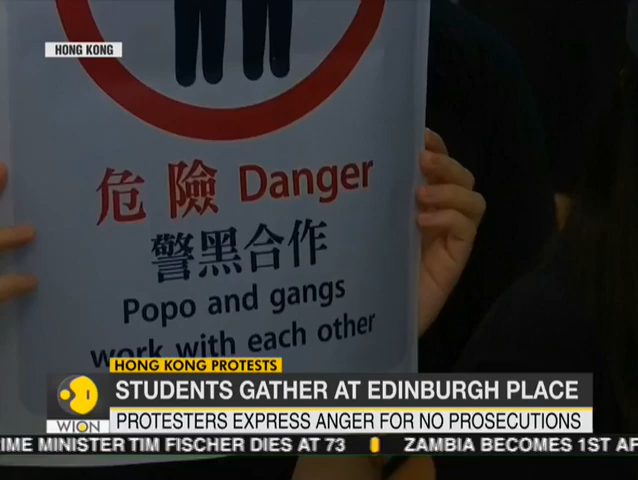 HONG KONG
危險 Danger
警黑合作
Popo and gangs
work with each other
HONG KONG PROTESTS
STUDENTS GATHER AT EDINBURGH PLACE
PROTESTERS EXPRESS ANGER FOR NO PROSECUTIONS
WION
IME MINISTER TIM FISCHER DIES AT 73 ZAMBIA BECOMES 1ST AF